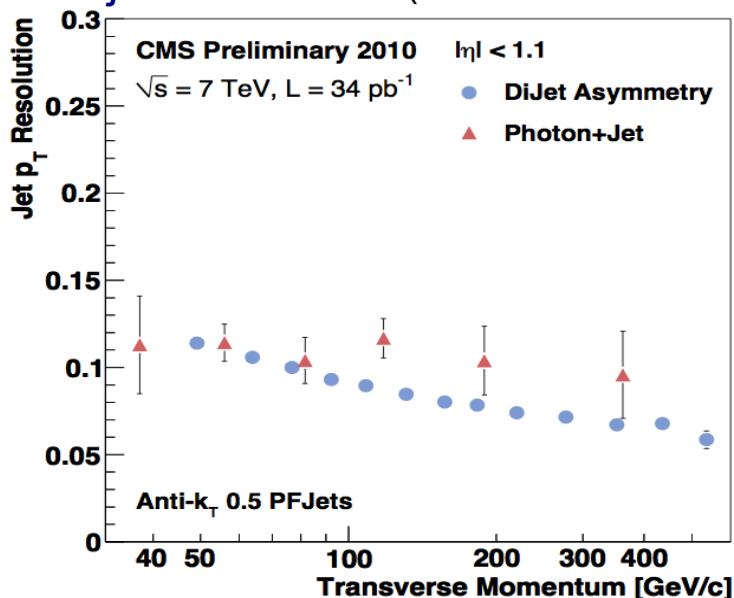 0.3
CMS Preliminary 2010 |η| < 1.1
√s = 7 TeV, L = 34 pb⁻¹
DiJet Asymmetry
Photon+Jet
Jet p_T Resolution
0.25
0.2
0.15
0.1
0.05
0
Anti-k_T 0.5 PFJets
40 50 100 200 300 400
Transverse Momentum [GeV/c]